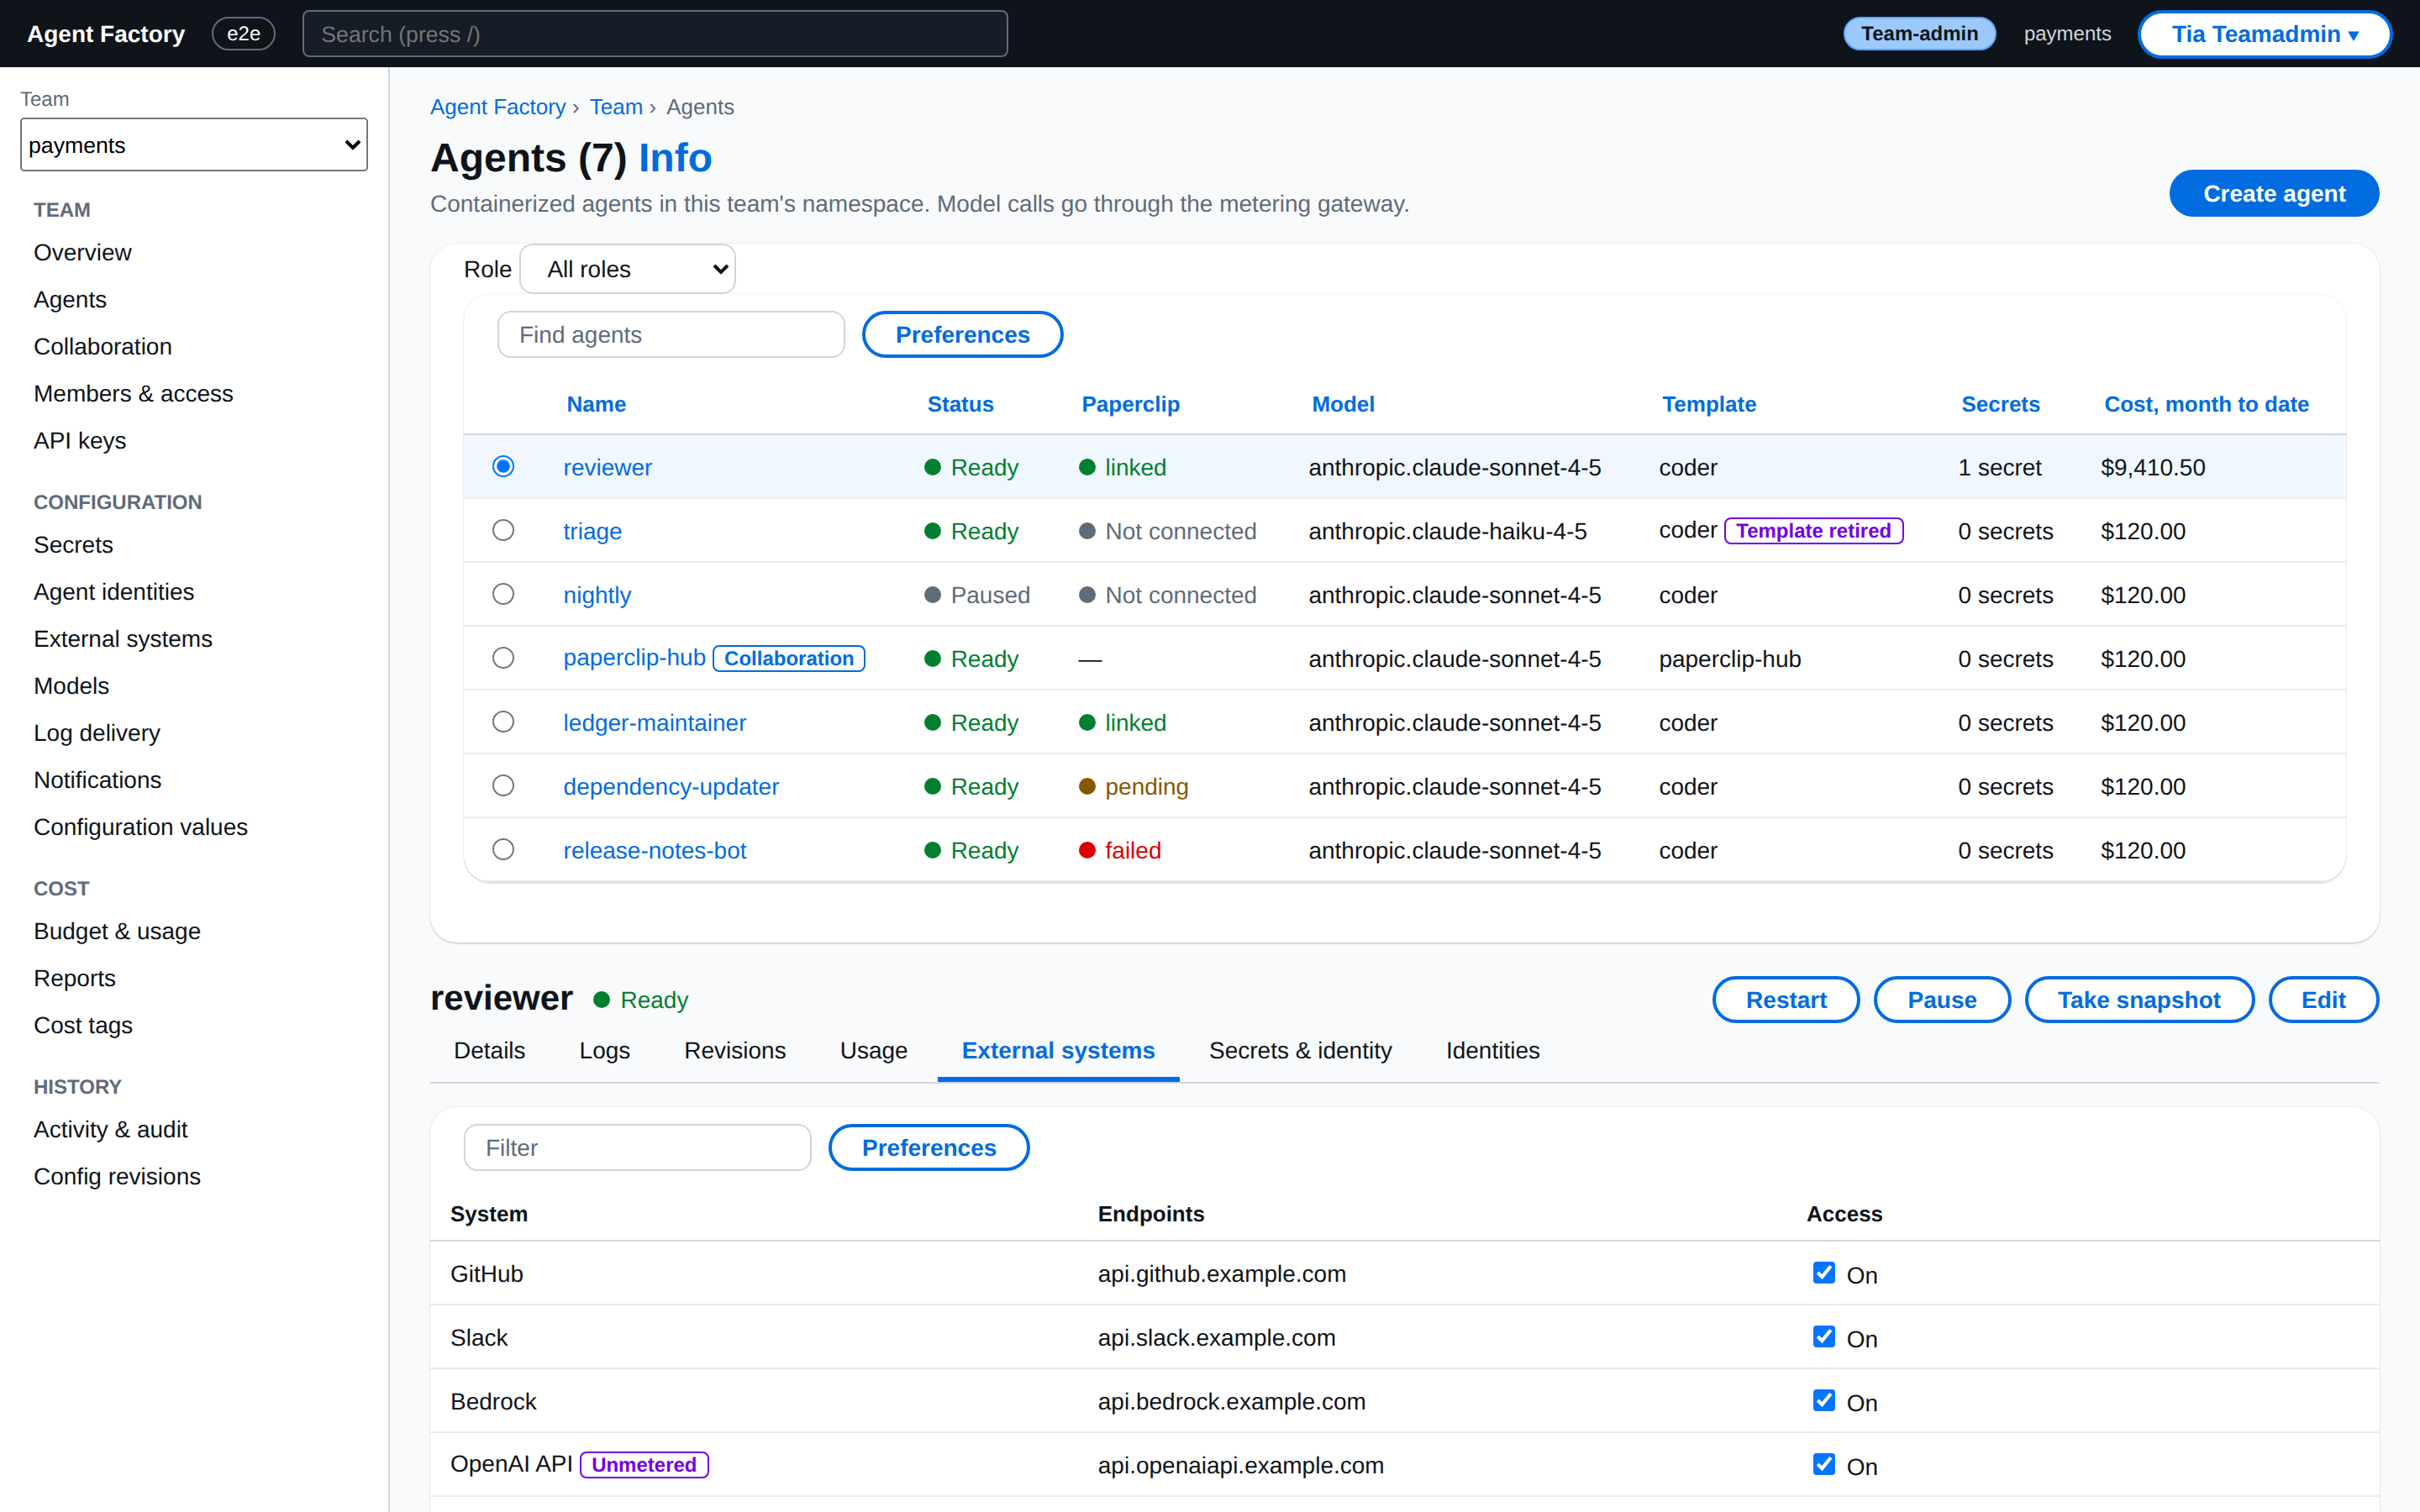 Agent Factory e2e Search (press /) Team-admin payments Tia Teamadmin ▾
Team
payments
TEAM
Overview
Agents
Collaboration
Members & access
API keys
CONFIGURATION
Secrets
Agent identities
External systems
Models
Log delivery
Notifications
Configuration values
COST
Budget & usage
Reports
Cost tags
HISTORY
Activity & audit
Config revisions
Agent Factory › Team › Agents
Agents (7) Info
Containerized agents in this team's namespace. Model calls go through the metering gateway.
Create agent
Role All roles
Find agents Preferences
Name Status Paperclip Model Template Secrets Cost, month to date
reviewer Ready linked anthropic.claude-sonnet-4-5 coder 1 secret $9,410.50
triage Ready Not connected anthropic.claude-haiku-4-5 coder Template retired 0 secrets $120.00
nightly Paused Not connected anthropic.claude-sonnet-4-5 coder 0 secrets $120.00
paperclip-hub Collaboration Ready — anthropic.claude-sonnet-4-5 paperclip-hub 0 secrets $120.00
ledger-maintainer Ready linked anthropic.claude-sonnet-4-5 coder 0 secrets $120.00
dependency-updater Ready pending anthropic.claude-sonnet-4-5 coder 0 secrets $120.00
release-notes-bot Ready failed anthropic.claude-sonnet-4-5 coder 0 secrets $120.00
reviewer Ready Restart Pause Take snapshot Edit
Details Logs Revisions Usage External systems Secrets & identity Identities
Filter Preferences
System Endpoints Access
GitHub api.github.example.com On
Slack api.slack.example.com On
Bedrock api.bedrock.example.com On
OpenAI API Unmetered api.openaiapi.example.com On